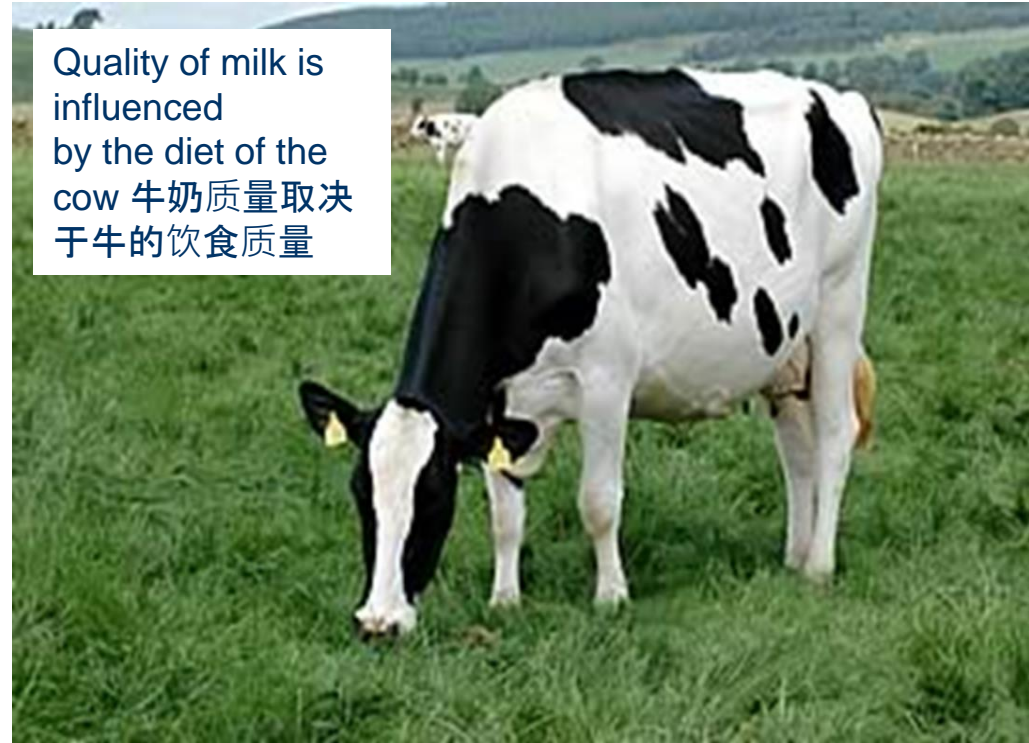 Quality of milk is
influenced
by the diet of the
cow 牛奶质量取决
于牛的饮食质量